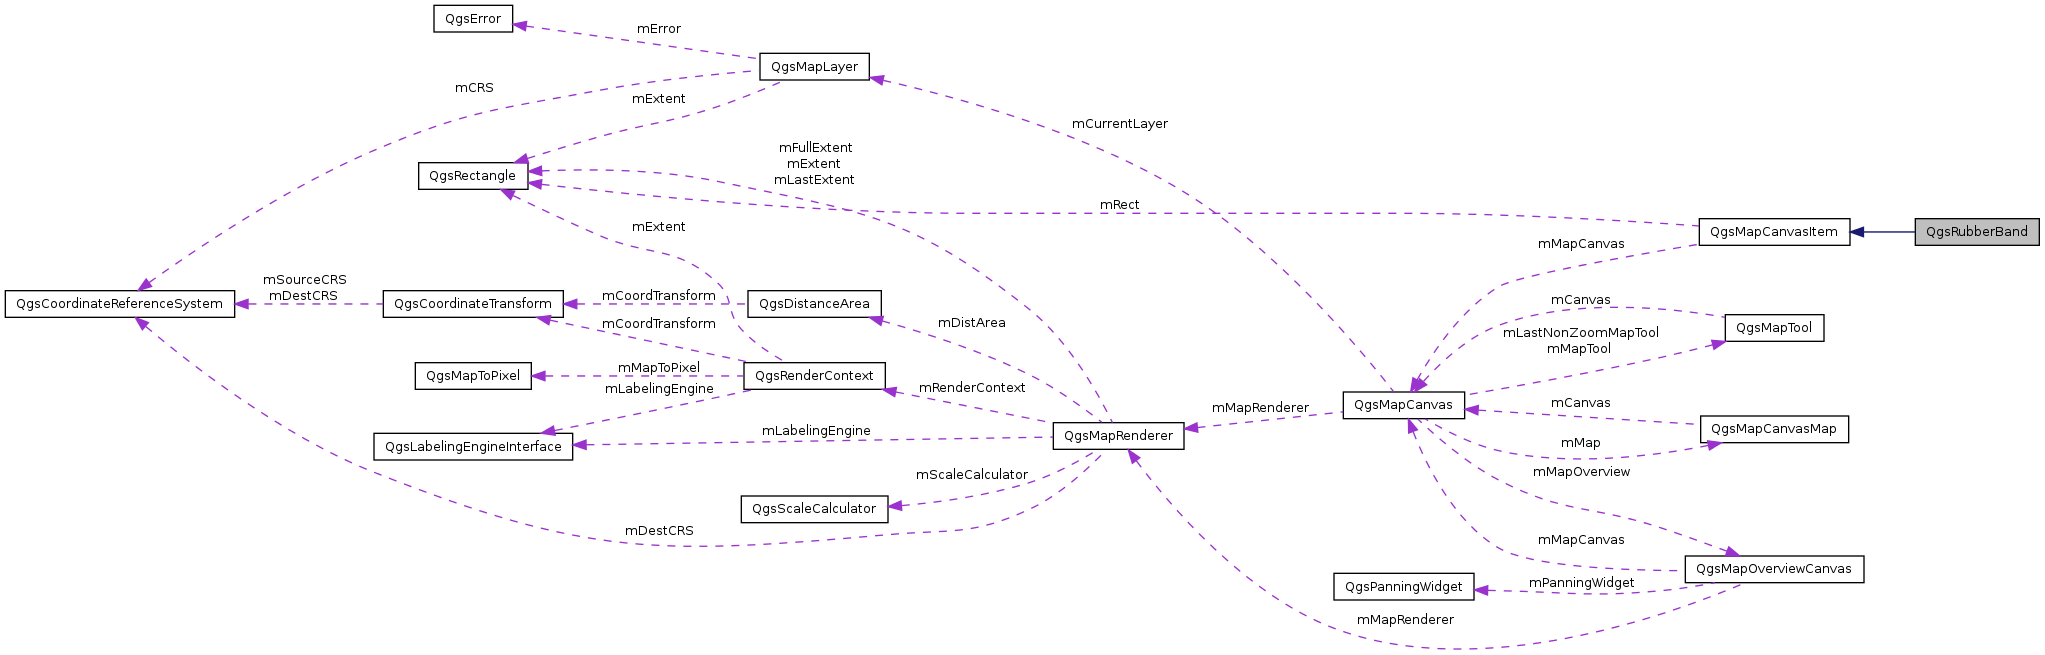 QgsError
mError
QgsMapLayer
mCRS
mExtent
mCurrentLayer
mFullExtent
mExtent
mLastExtent
QgsRectangle
mRect
mExtent
QgsMapCanvasItem
QgsRubberBand
mMapCanvas
mSourceCRS
mDestCRS
QgsCoordinateReferenceSystem
QgsCoordinateTransform
mCoordTransform
QgsDistanceArea
mCoordTransform
mDistArea
mCanvas
QgsMapTool
mLastNonZoomMapTool
mMapTool
QgsMapToPixel
mMapToPixel
mLabelingEngine
QgsRenderContext
mRenderContext
mMapRenderer
QgsMapCanvas
mCanvas
QgsMapCanvasMap
mMap
QgsLabelingEngineInterface
mLabelingEngine
QgsMapRenderer
mMapOverview
mScaleCalculator
QgsScaleCalculator
mDestCRS
mMapCanvas
QgsMapOverviewCanvas
QgsPanningWidget
mPanningWidget
mMapRenderer